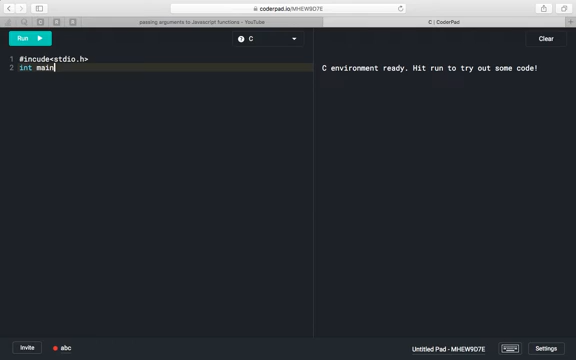 coderpad.io/MHEW9D7E
passing arguments to Javascript functions - YouTube
C | CoderPad
Run
C
Clear
1 #incude<stdio.h>
2 int main
C environment ready. Hit run to try out some code!
Invite
abc
Untitled Pad - MHEW9D7E
Settings